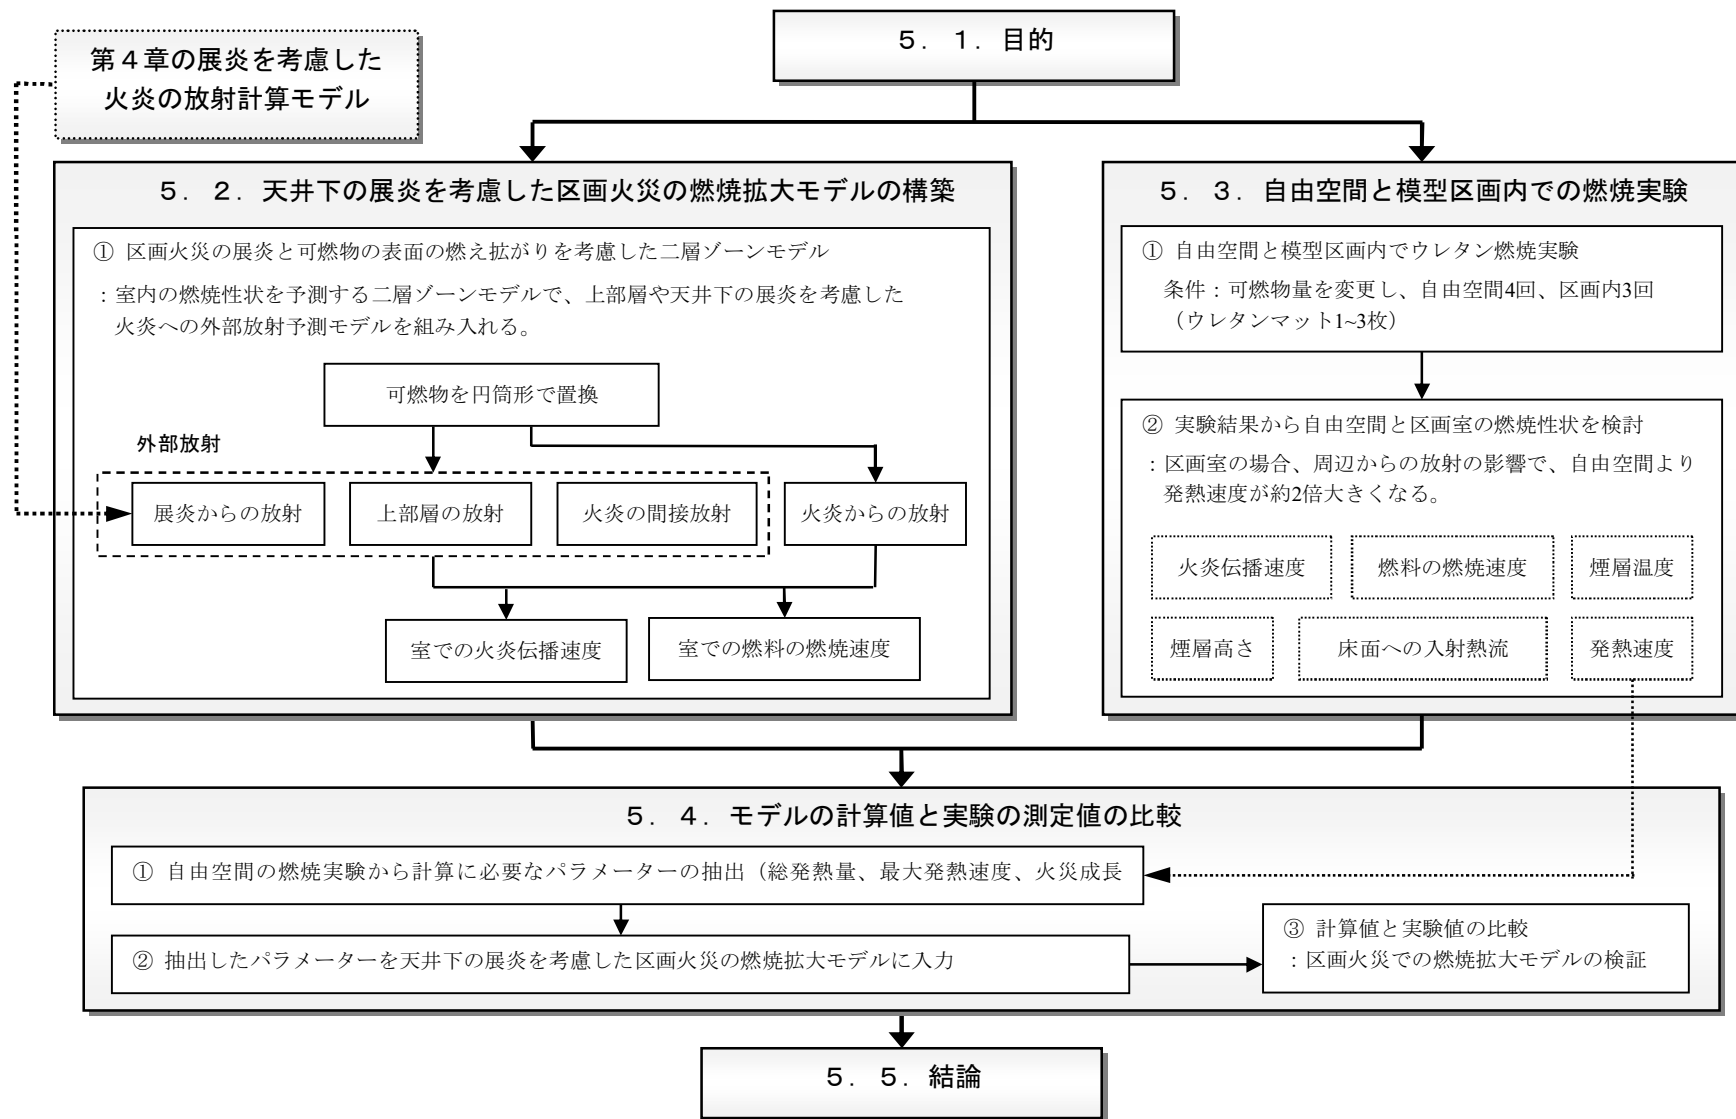 ５．１．目的
第４章の展炎を考慮した
火炎の放射計算モデル
５．２．天井下の展炎を考慮した区画火災の燃焼拡大モデルの構築
① 区画火災の展炎と可燃物の表面の燃え拡がりを考慮した二層ゾーンモデル
：室内の燃焼性状を予測する二層ゾーンモデルで、上部層や天井下の展炎を考慮した
火炎への外部放射予測モデルを組み入れる。
可燃物を円筒形で置換
外部放射
展炎からの放射
上部層の放射
火炎の間接放射
火炎からの放射
室での火炎伝播速度
室での燃料の燃焼速度
５．３．自由空間と模型区画内での燃焼実験
① 自由空間と模型区画内でウレタン燃焼実験
条件：可燃物量を変更し、自由空間4回、区画内3回
（ウレタンマット1~3枚）
② 実験結果から自由空間と区画室の燃焼性状を検討
：区画室の場合、周辺からの放射の影響で、自由空間より
発熱速度が約2倍大きくなる。
火炎伝播速度
燃料の燃焼速度
煙層温度
煙層高さ
床面への入射熱流
発熱速度
５．４．モデルの計算値と実験の測定値の比較
① 自由空間の燃焼実験から計算に必要なパラメーターの抽出（総発熱量、最大発熱速度、火災成長
② 抽出したパラメーターを天井下の展炎を考慮した区画火災の燃焼拡大モデルに入力
③ 計算値と実験値の比較
：区画火災での燃焼拡大モデルの検証
５．５．結論